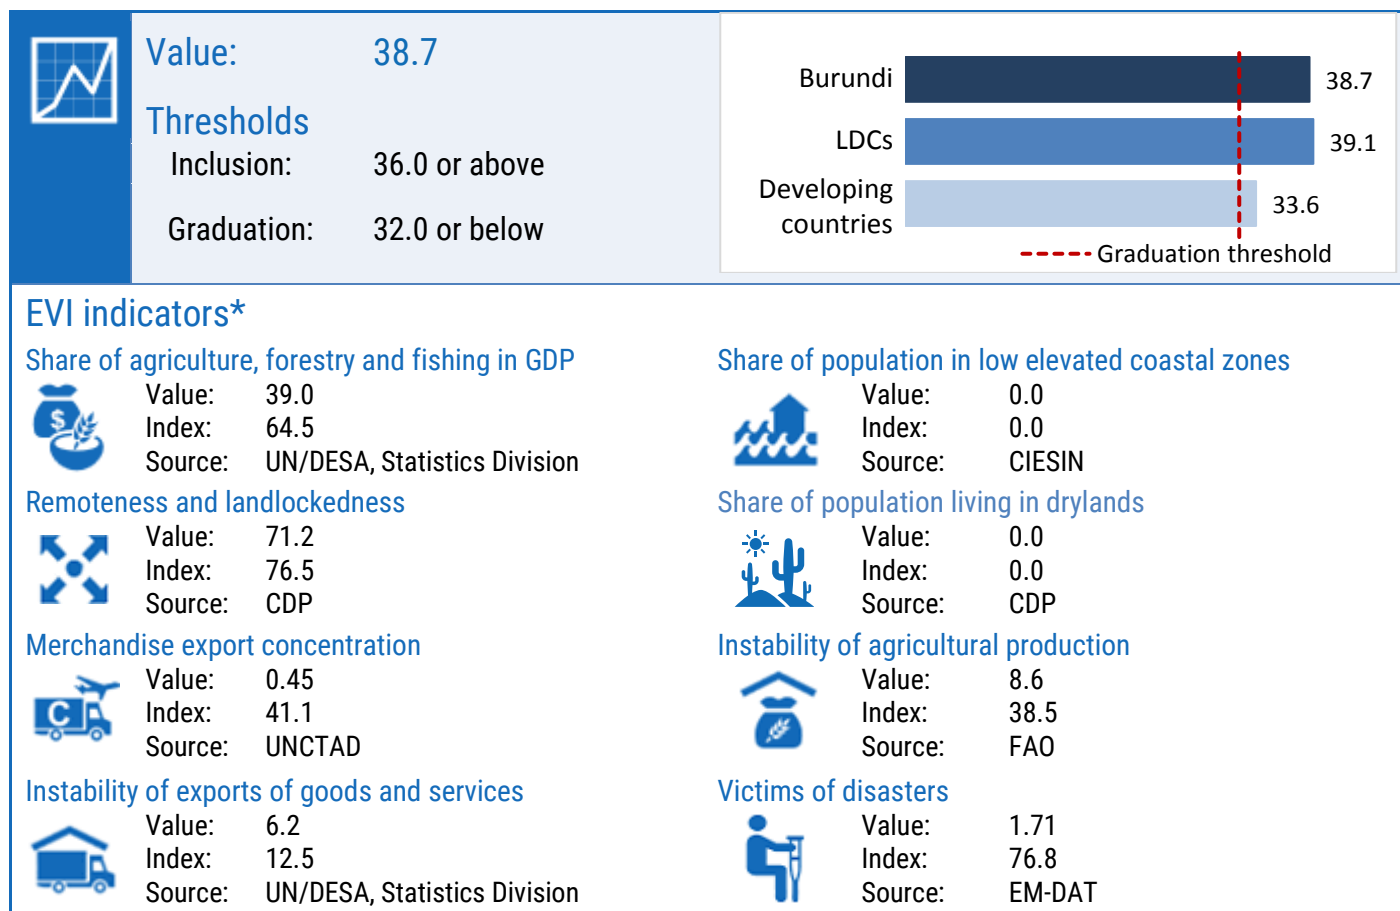 Value: 38.7
Thresholds
Inclusion: 36.0 or above
Graduation: 32.0 or below
Burundi 38.7
LDCs 39.1
Developing
countries 33.6
Graduation threshold
EVI indicators*
Share of agriculture, forestry and fishing in GDP
$
Value: 39.0
Index: 64.5
Source: UN/DESA, Statistics Division
Share of population in low elevated coastal zones
Value: 0.0
Index: 0.0
Source: CIESIN
Remoteness and landlockedness
Value: 71.2
Index: 76.5
Source: CDP
Share of population living in drylands
Value: 0.0
Index: 0.0
Source: CDP
Merchandise export concentration
C
Value: 0.45
Index: 41.1
Source: UNCTAD
Instability of agricultural production
Value: 8.6
Index: 38.5
Source: FAO
Instability of exports of goods and services
Value: 6.2
Index: 12.5
Source: UN/DESA, Statistics Division
Victims of disasters
Value: 1.71
Index: 76.8
Source: EM-DAT